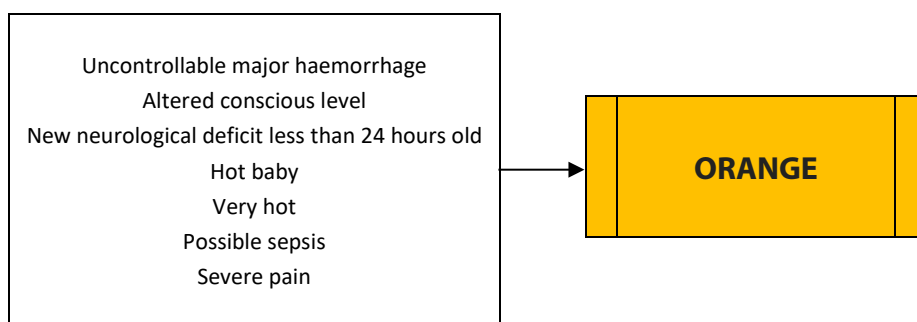 Uncontrollable major haemorrhage
Altered conscious level
New neurological deficit less than 24 hours old
Hot baby
Very hot
Possible sepsis
Severe pain
ORANGE